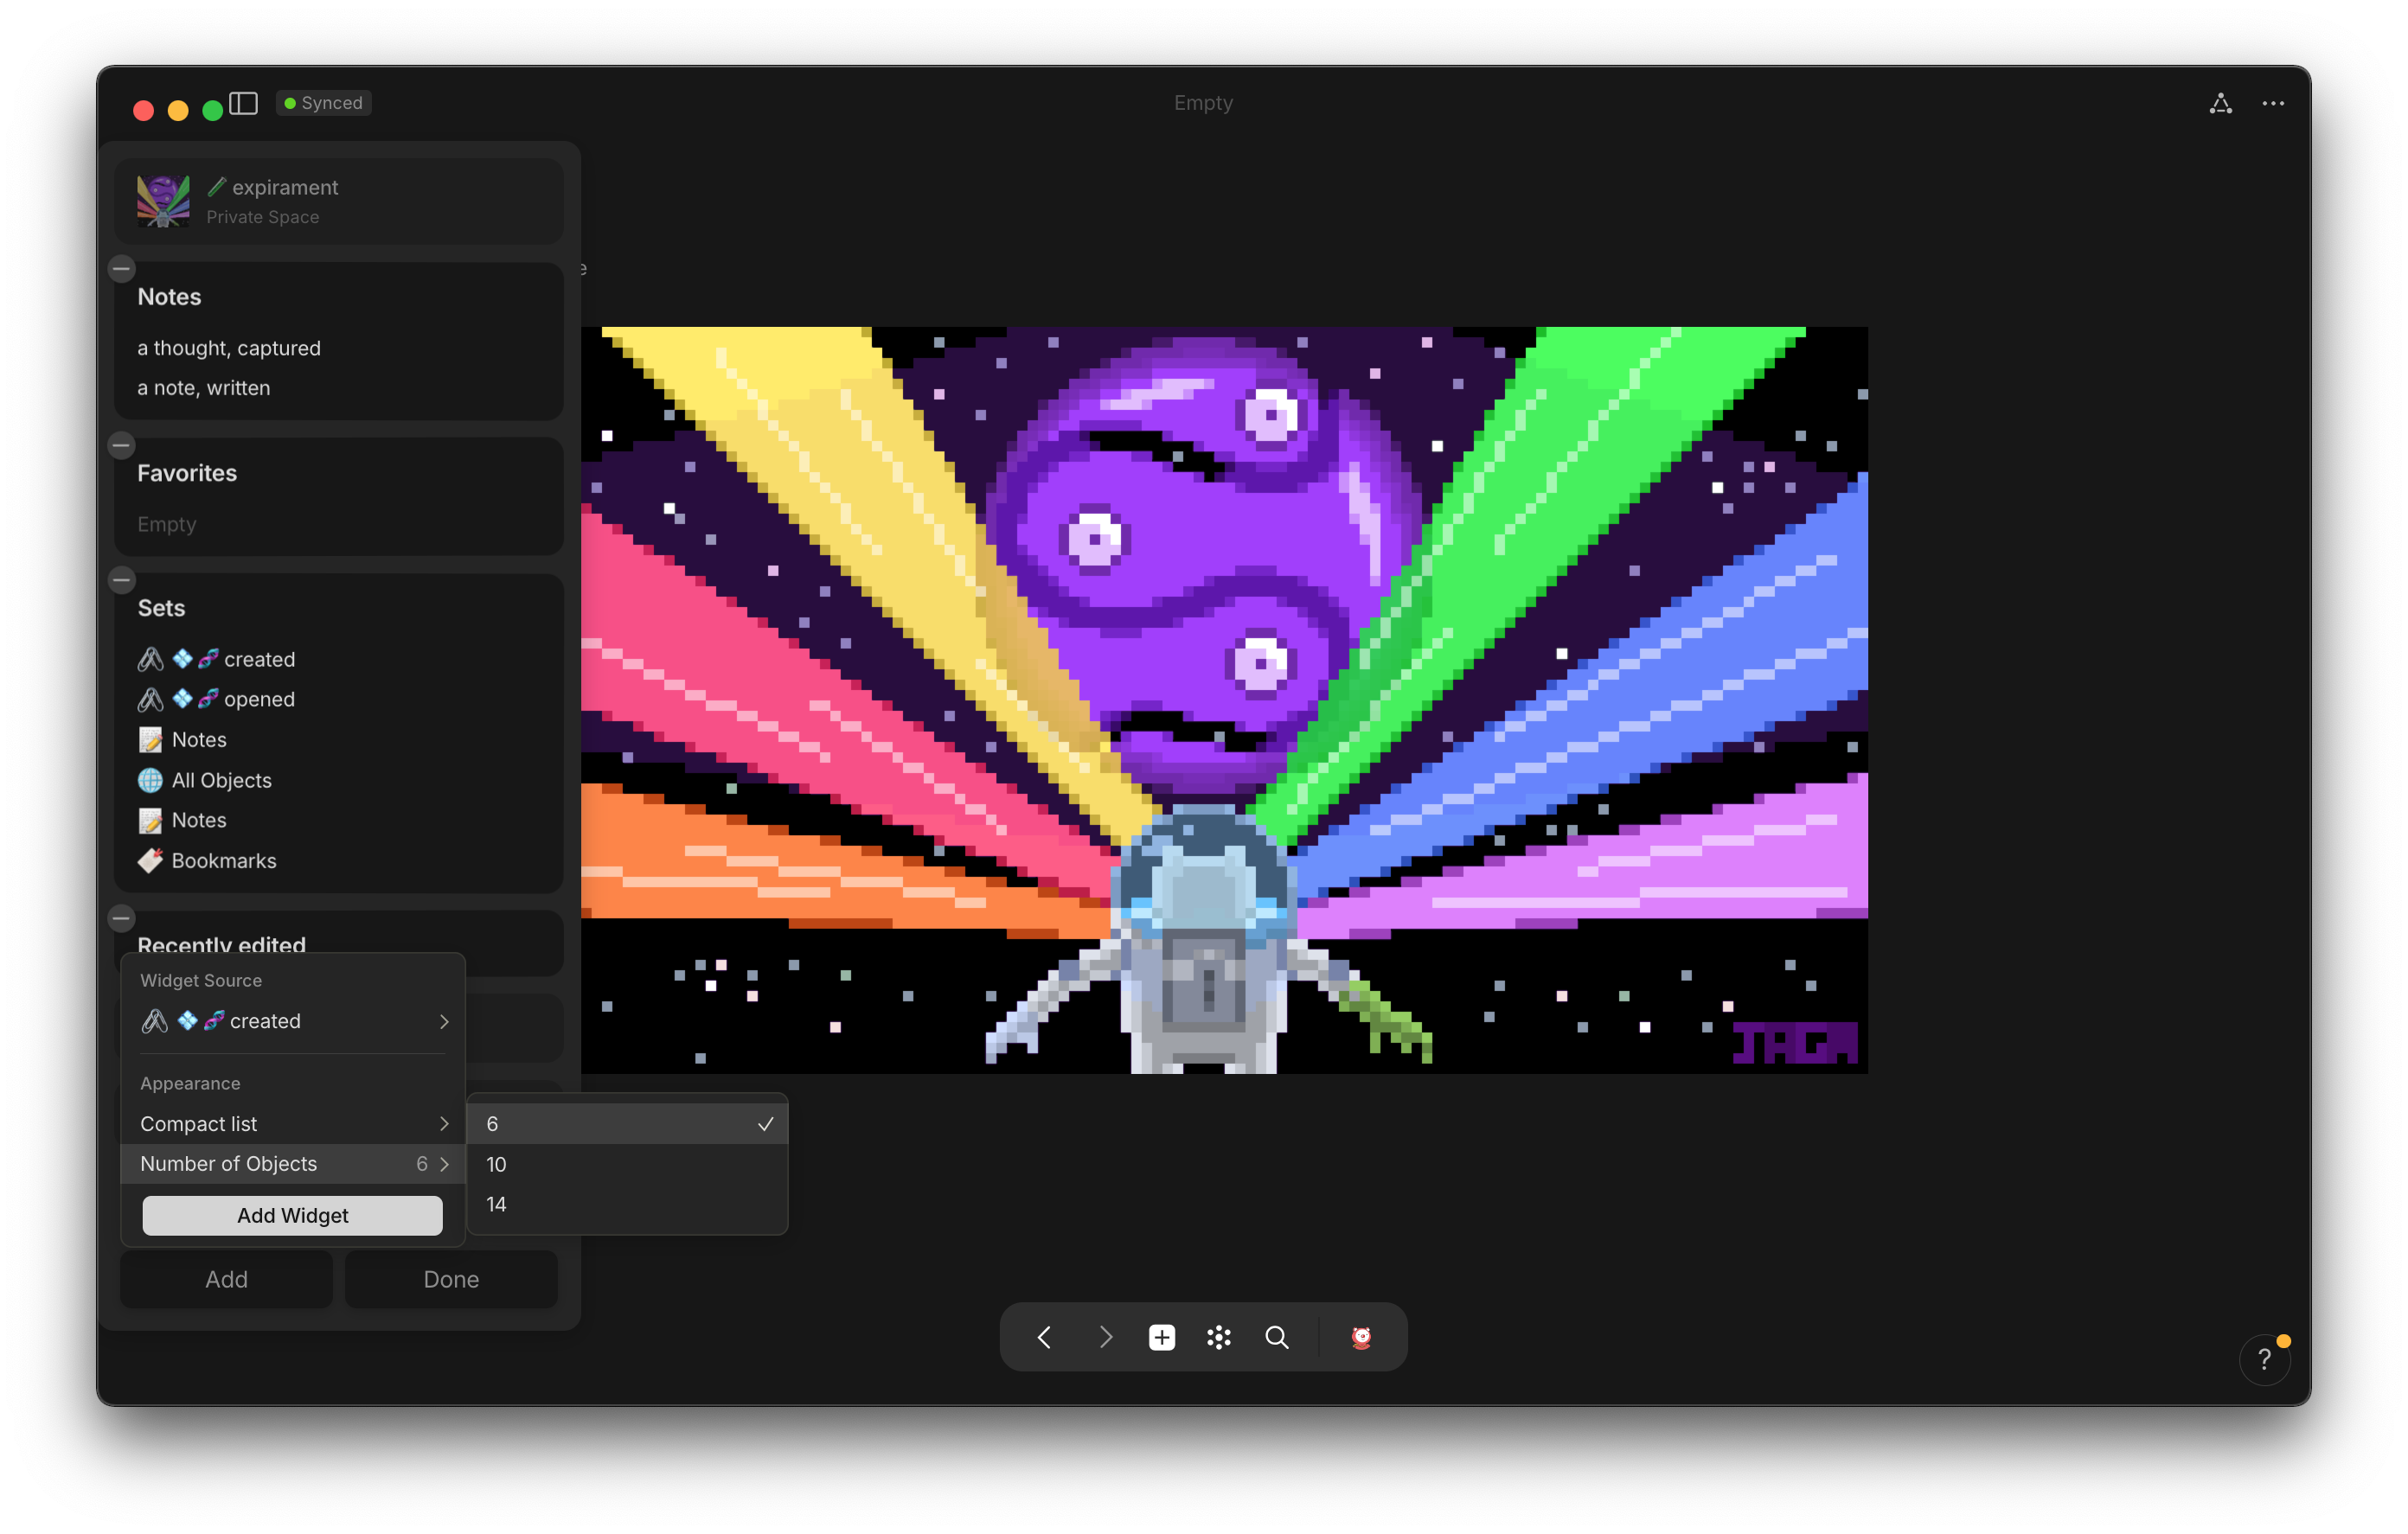 Synced
Empty
expirament
Private Space
e
Notes
a thought, captured
a note, written
Favorites
Empty
Sets
created
opened
Notes
All Objects
Notes
Bookmarks
Recently edited
Widget Source
created
Appearance
Compact list
Number of Objects 6
Add Widget
6
10
14
Add
Done
JAGA
?